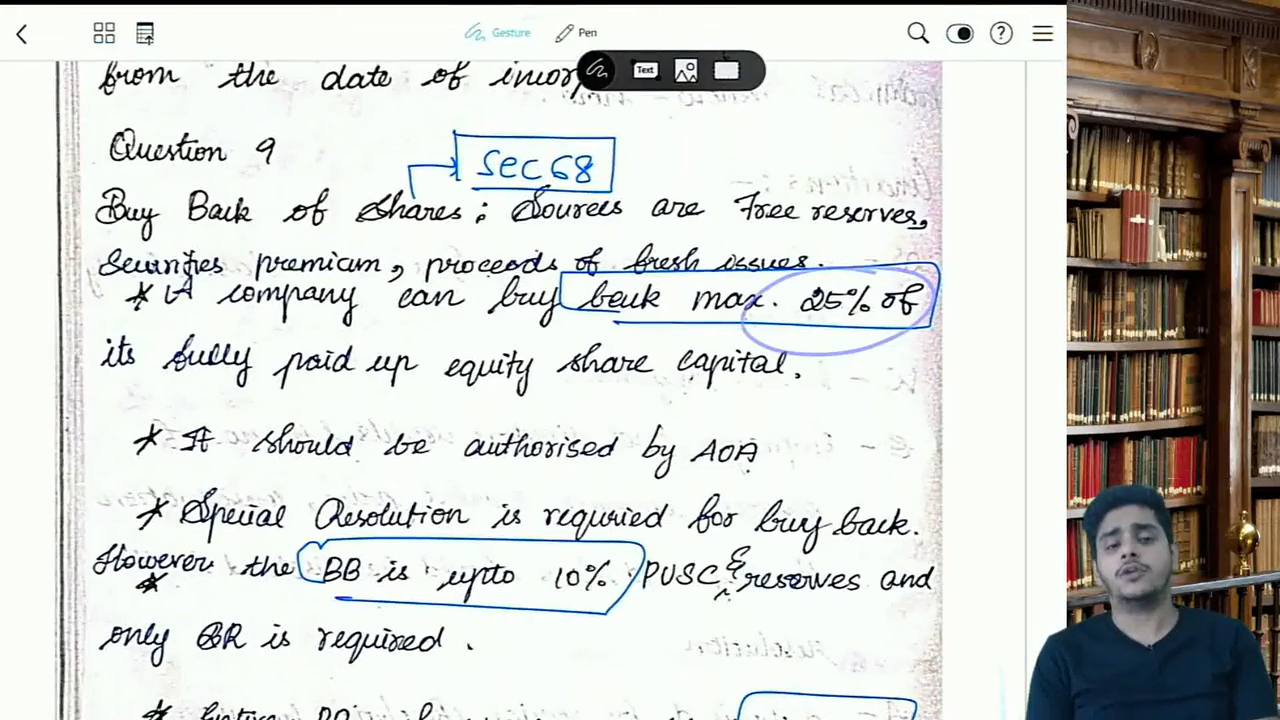 Gesture Pen
Text
from the date of
Question 9
Sec 68
Buy Back of Shares: Sources are Free reserves,
Securities premium, proceeds of fresh issues.
* A company can buy back max. 25% of
its fully paid up equity share capital.
* It should be authorised by AOA
* Special Resolution is requried for buy back.
However the BB is upto 10% PUSC & reserves and
* only BR is required.